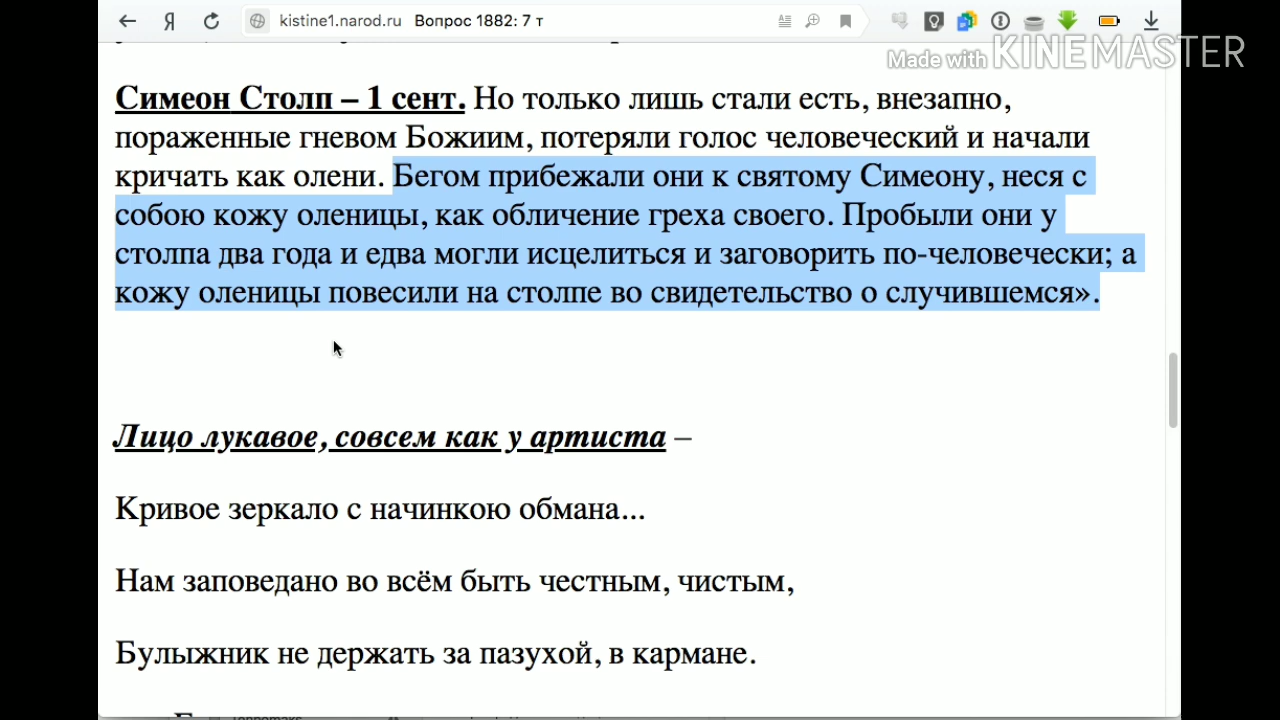 kistine1.narod.ru Вопрос 1882: 7 т
Made with KINEMASTER
Симеон Столп – 1 сент. Но только лишь стали есть, внезапно,
пораженные гневом Божиим, потеряли голос человеческий и начали
кричать как олени. Бегом прибежали они к святому Симеону, неся с
собою кожу оленицы, как обличение греха своего. Пробыли они у
столпа два года и едва могли исцелиться и заговорить по-человечески; а
кожу оленицы повесили на столпе во свидетельство о случившемся».
Лицо лукавое, совсем как у артиста –
Кривое зеркало с начинкою обмана...
Нам заповедано во всём быть честным, чистым,
Булыжник не держать за пазухой, в кармане.